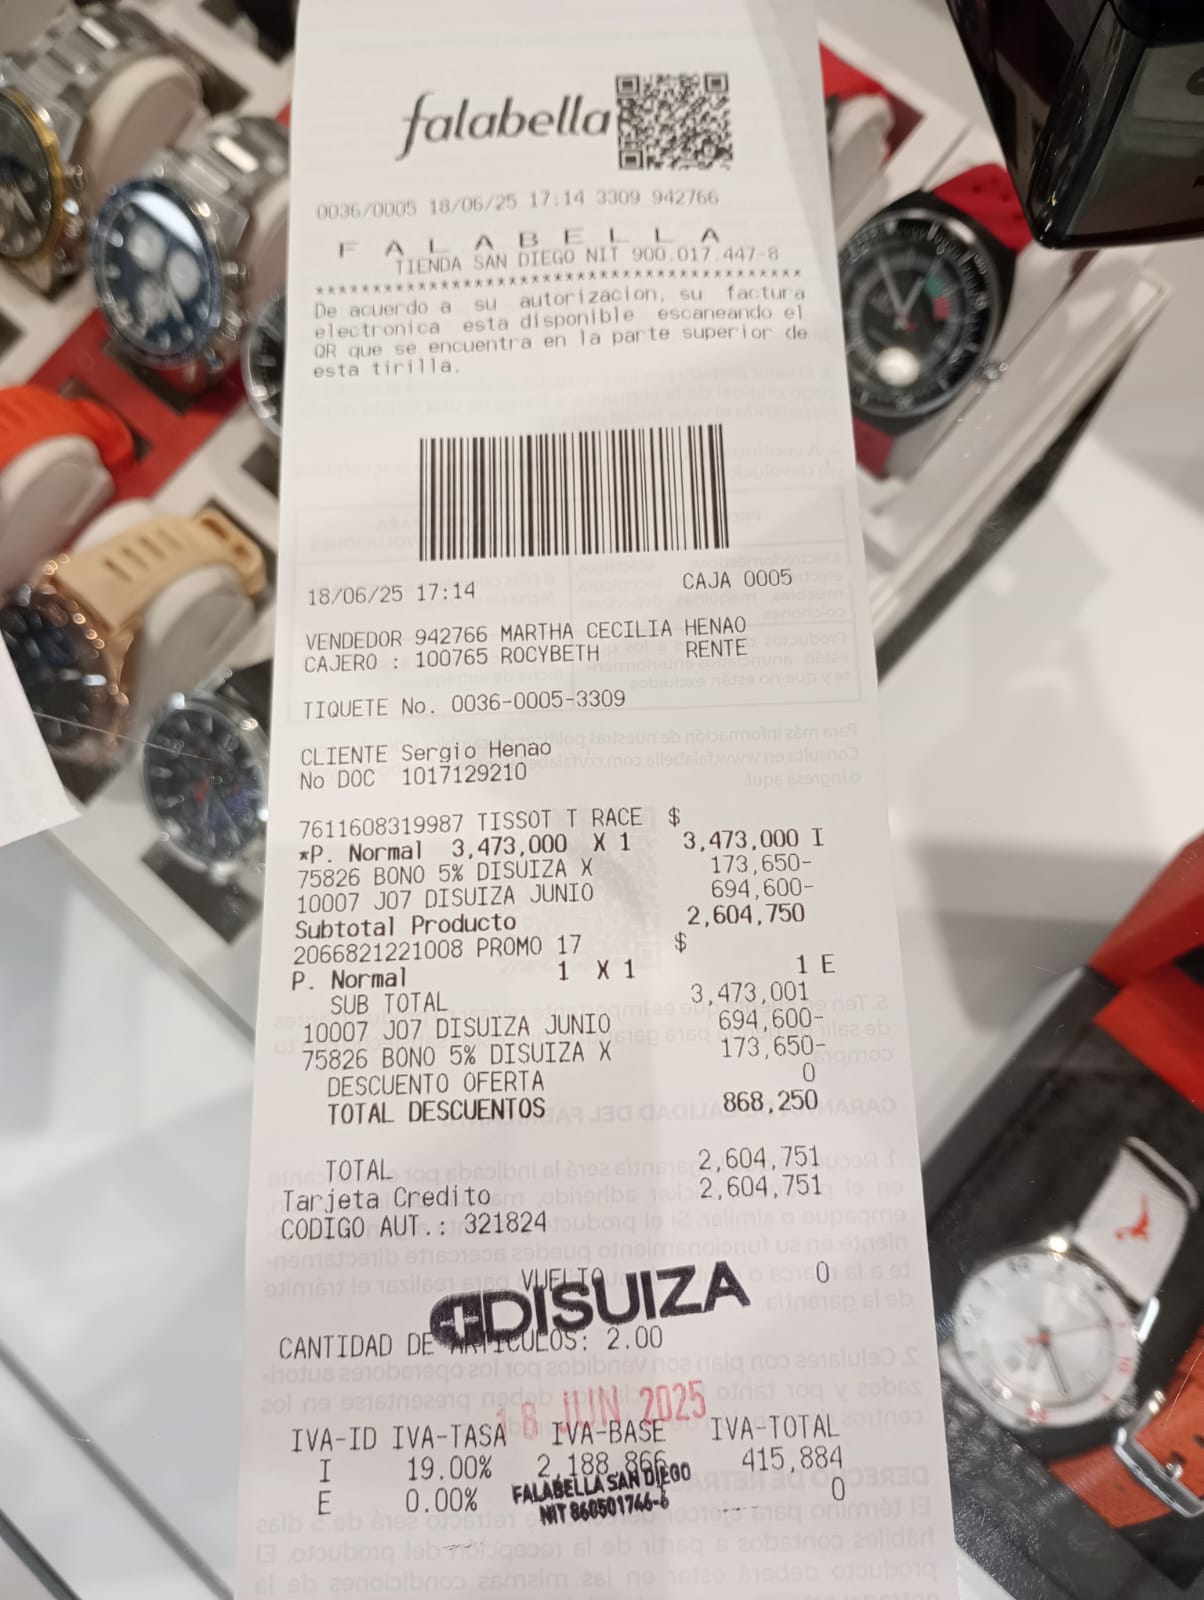 falabella
0036/0005 18/06/25 17:14 3309 942766
F A L A B E L L A
TIENDA SAN DIEGO NIT 900.017.447-8
******************************************
De acuerdo a su autorizacion, su factura
electronica esta disponible escaneando el
QR que se encuentra en la parte superior de
esta tirilla.
18/06/25 17:14 CAJA 0005
VENDEDOR 942766 MARTHA CECILIA HENAO
CAJERO : 100765 ROCYBETH RENTE
TIQUETE No. 0036-0005-3309
CLIENTE Sergio Henao
No DOC 1017129210
7611608319987 TISSOT T RACE $
*P. Normal 3,473,000 X 1 3,473,000 I
75826 BONO 5% DISUIZA X 173,650-
10007 J07 DISUIZA JUNIO 694,600-
Subtotal Producto 2,604,750
2066821221008 PROMO 17 $
P. Normal 1 X 1 1 E
SUB TOTAL 3,473,001
10007 J07 DISUIZA JUNIO 694,600-
75826 BONO 5% DISUIZA X 173,650-
DESCUENTO OFERTA 0
TOTAL DESCUENTOS 868,250
TOTAL 2,604,751
Tarjeta Credito 2,604,751
CODIGO AUT.: 321824
VUELTO 0
DISUIZA
CANTIDAD DE ARTICULOS: 2.00
18 JUN 2025
IVA-ID IVA-TASA IVA-BASE IVA-TOTAL
I 19.00% 2,188,866 415,884
E 0.00% 0
FALABELLA SAN DIEGO
NIT 860501766-6